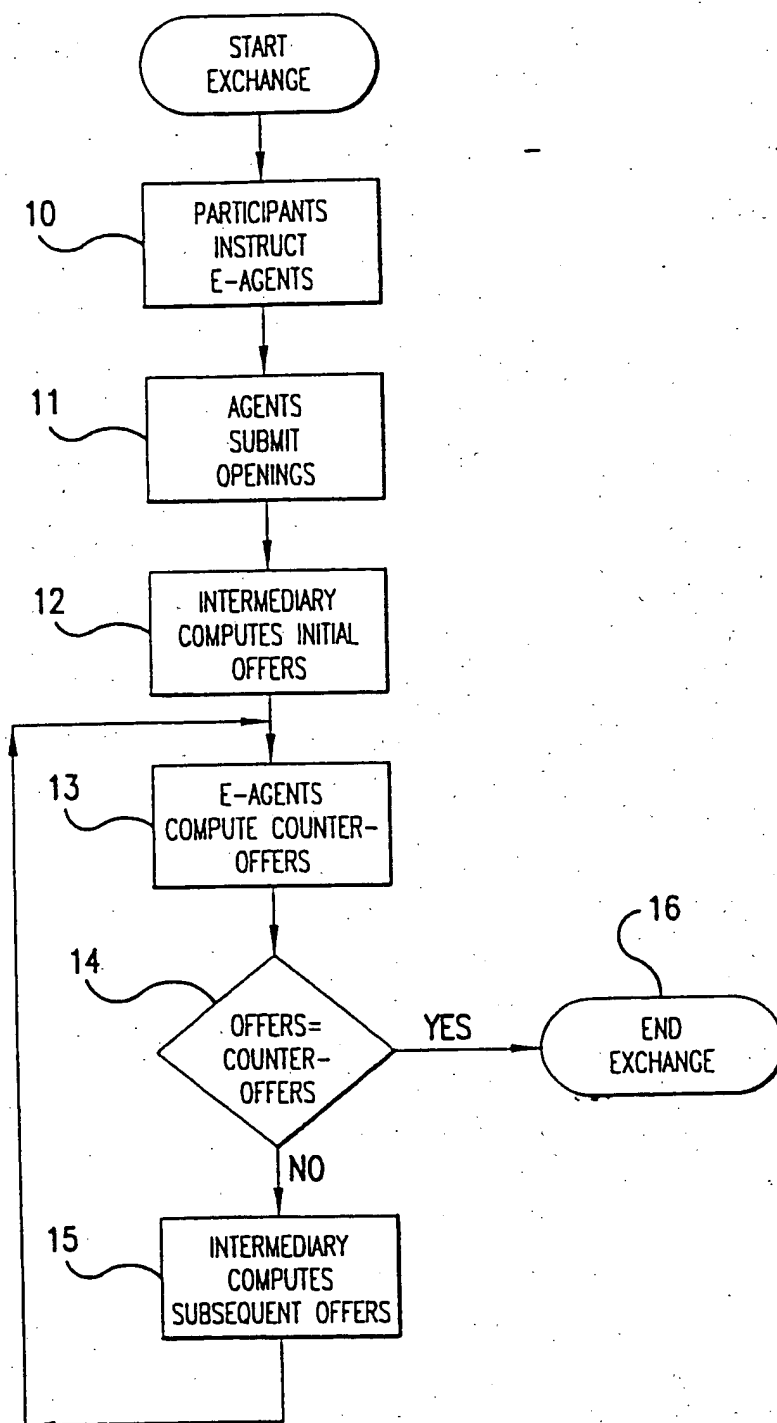 START
EXCHANGE
10
PARTICIPANTS
INSTRUCT
E-AGENTS
11
AGENTS
SUBMIT
OPENINGS
12
INTERMEDIARY
COMPUTES INITIAL
OFFERS
13
E-AGENTS
COMPUTE COUNTER-
OFFERS
14
OFFERS=
COUNTER-
OFFERS
YES
16
END
EXCHANGE
NO
15
INTERMEDIARY
COMPUTES
SUBSEQUENT OFFERS